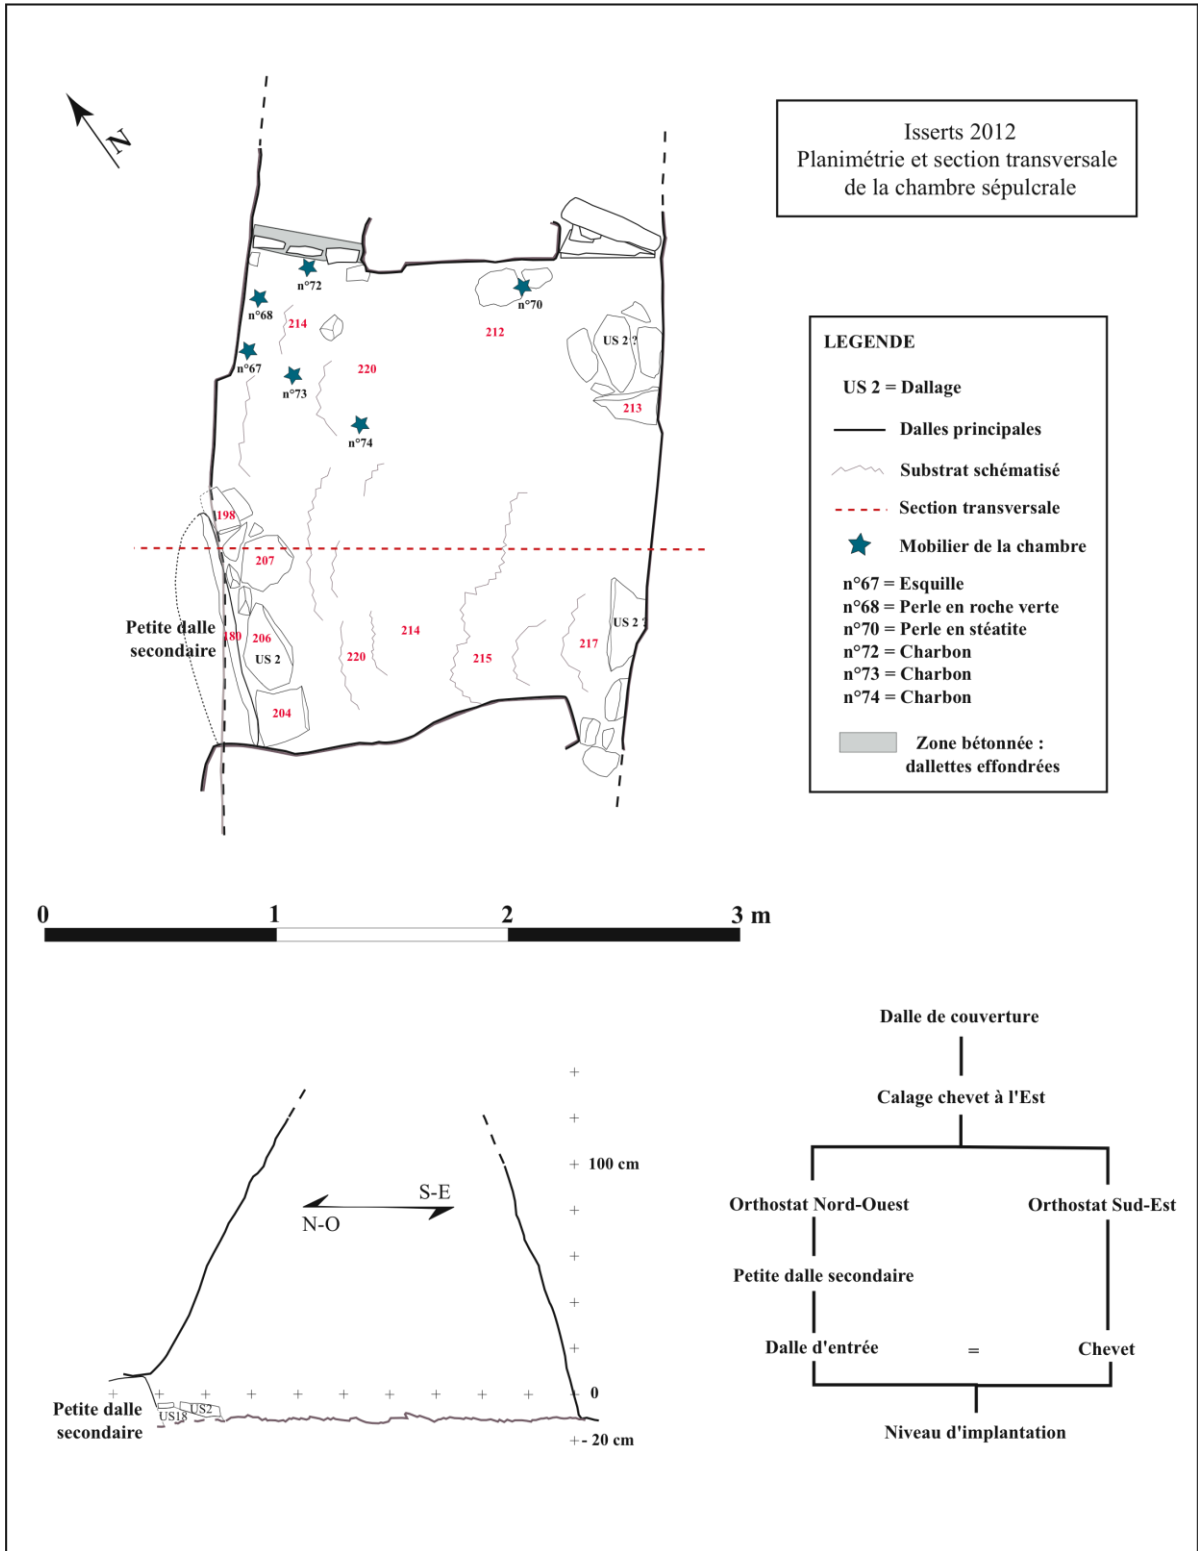 N
Isserts 2012
Planimétrie et section transversale
de la chambre sépulcrale
n°72
n°70
n°68
214
212
US 2 ?
n°67
220
n°73
213
n°74
198
207
Petite dalle
secondaire
180
206
US 2
214
220
215
217
US 2 ?
204
LEGENDE
US 2 = Dallage
Dalles principales
Substrat schématisé
Section transversale
Mobilier de la chambre
n°67 = Esquille
n°68 = Perle en roche verte
n°70 = Perle en stéatite
n°72 = Charbon
n°73 = Charbon
n°74 = Charbon
Zone bétonnée :
dallettes effondrées
0 1 2 3 m
100 cm
S-E
N-O
0
- 20 cm
Petite dalle
secondaire
US18
US2
Dalle de couverture
Calage chevet à l'Est
Orthostat Nord-Ouest
Orthostat Sud-Est
Petite dalle secondaire
Dalle d'entrée = Chevet
Niveau d'implantation